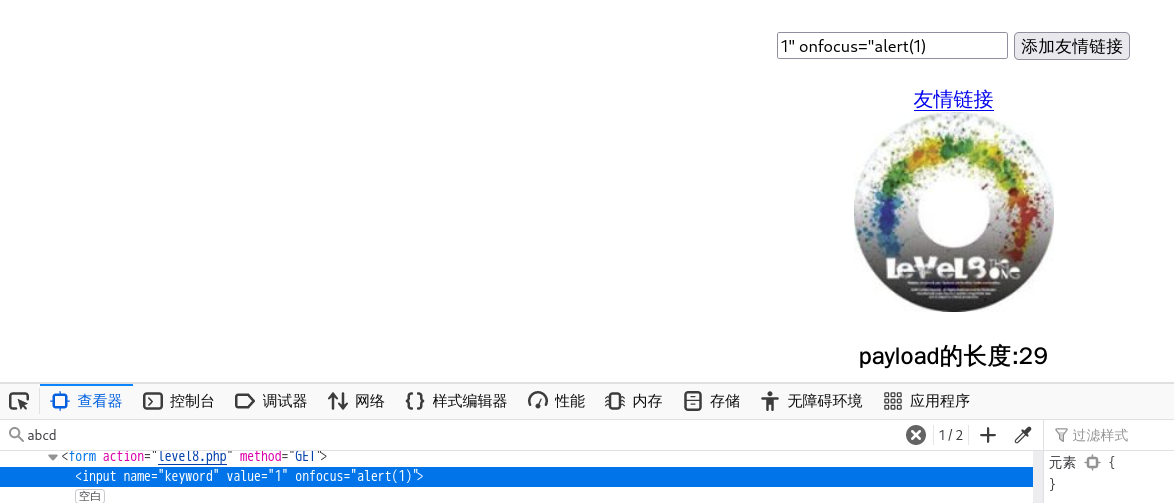 1" onfocus="alert(1)
添加友情链接
友情链接
LeVeL8 THE ONE
payload的长度:29
查看器 控制台 调试器 网络 样式编辑器 性能 内存 存储 无障碍环境 应用程序
abcd 1 / 2 过滤样式
<form action="level8.php" method="GET">
<input name="keyword" value="1" onfocus="alert(1)">
空白
元素 {
}